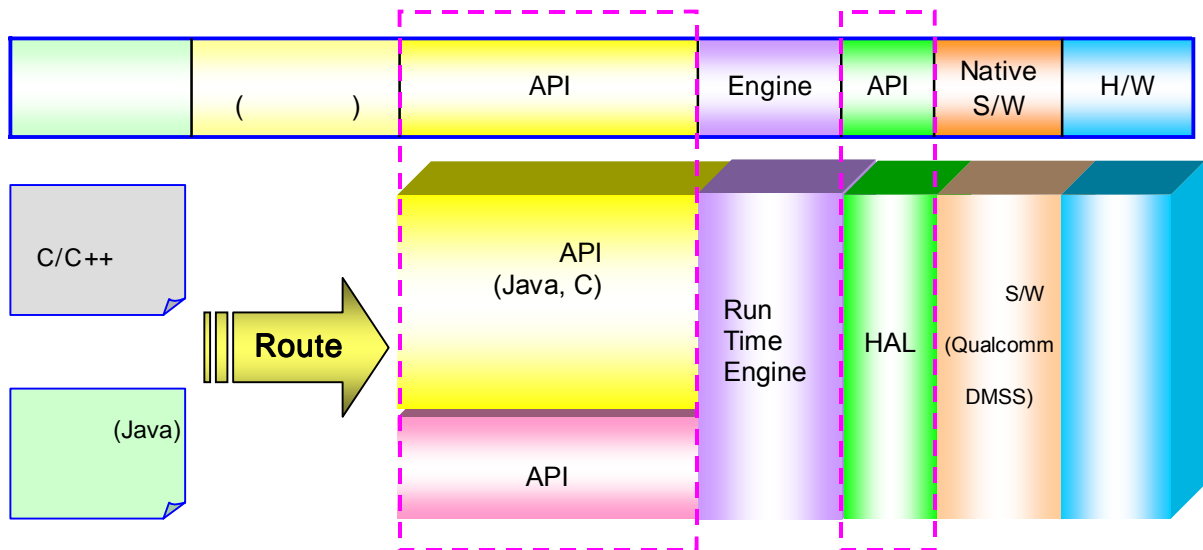 ( )
API
Engine
API
Native
S/W
H/W
C/C++
(Java)
Route
API
(Java, C)
API
Run
Time
Engine
HAL
S/W
(Qualcomm
DMSS)